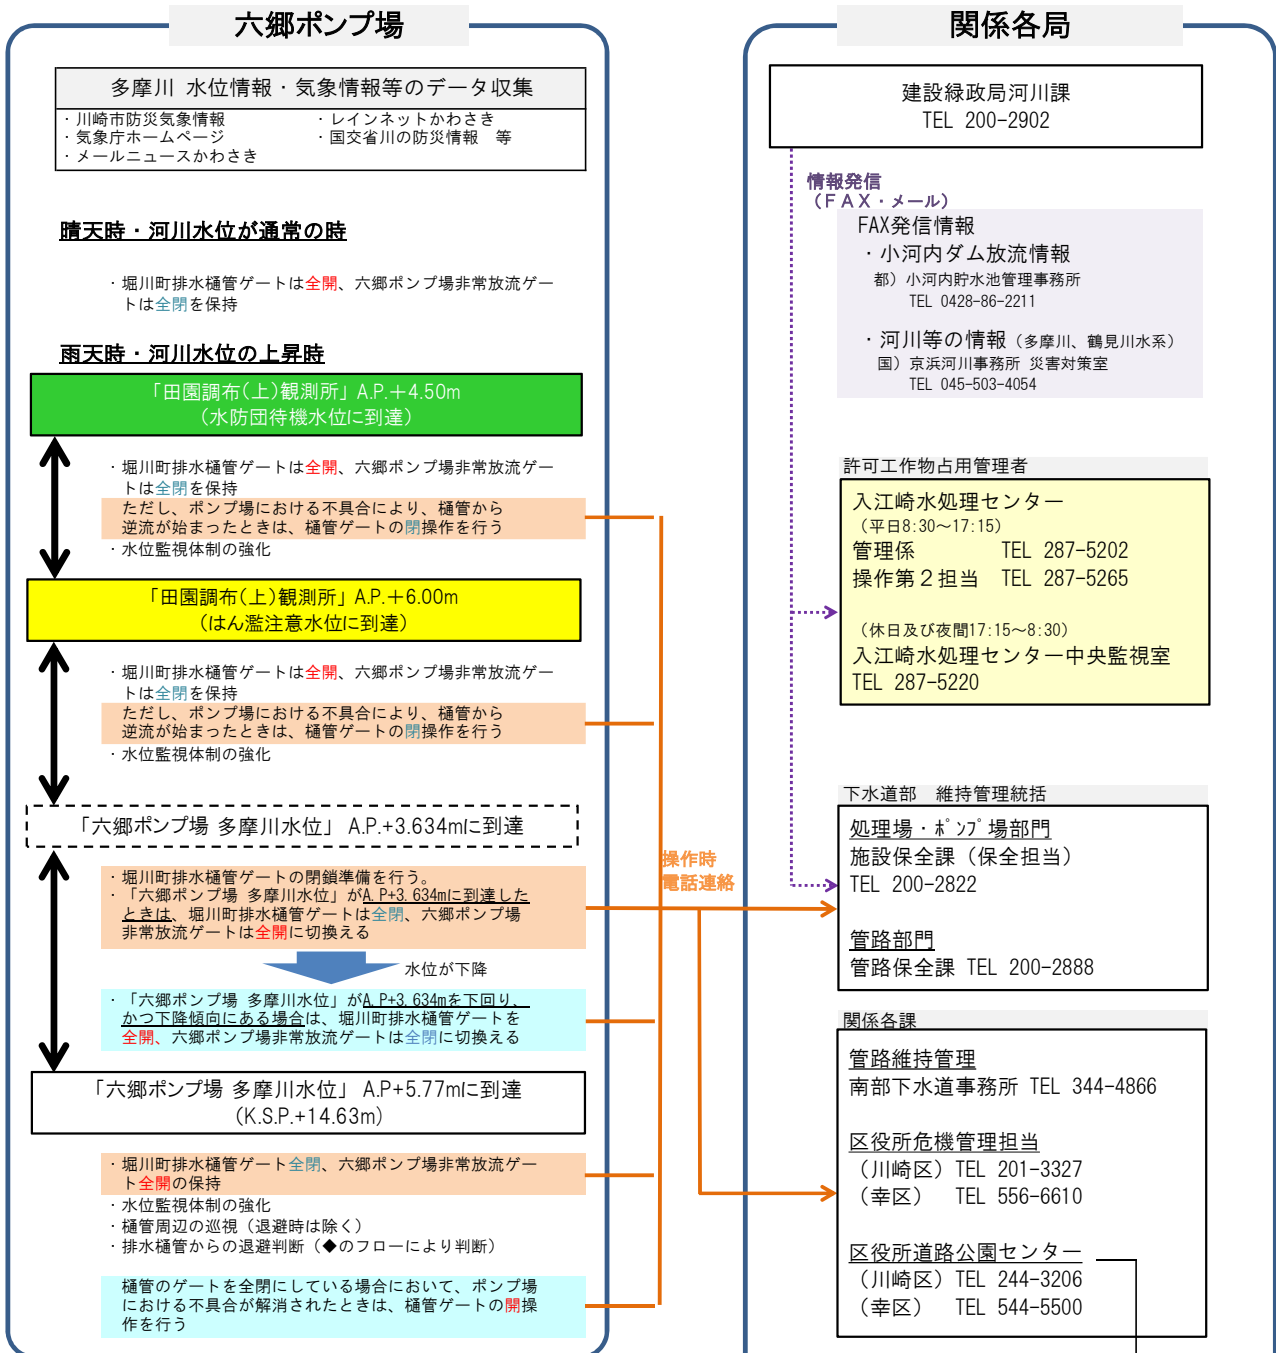 六郷ポンプ場
多摩川 水位情報・気象情報等のデータ収集
・川崎市防災気象情報
・レインネットかわさき
・気象庁ホームページ
・国交省川の防災情報 等
・メールニュースかわさき
晴天時・河川水位が通常の時
・堀川町排水樋管ゲートは全開、六郷ポンプ場非常放流ゲー
トは全閉を保持
雨天時・河川水位の上昇時
「田園調布(上)観測所」A.P.＋4.50m
（水防団待機水位に到達）
・堀川町排水樋管ゲートは全開、六郷ポンプ場非常放流ゲー
トは全閉を保持
ただし、ポンプ場における不具合により、樋管から
逆流が始まったときは、樋管ゲートの閉操作を行う
・水位監視体制の強化
「田園調布(上)観測所」A.P.＋6.00m
（はん濫注意水位に到達）
・堀川町排水樋管ゲートは全開、六郷ポンプ場非常放流ゲー
トは全閉を保持
ただし、ポンプ場における不具合により、樋管から
逆流が始まったときは、樋管ゲートの閉操作を行う
・水位監視体制の強化
「六郷ポンプ場 多摩川水位」 A.P.+3.634mに到達
・堀川町排水樋管ゲートの閉鎖準備を行う。
・「六郷ポンプ場 多摩川水位」がA.P+3.634mに到達した
ときは、堀川町排水樋管ゲートは全閉、六郷ポンプ場
非常放流ゲートは全開に切換える
水位が下降
・「六郷ポンプ場 多摩川水位」がA.P+3.634mを下回り、
かつ下降傾向にある場合は、堀川町排水樋管ゲートを
全開、六郷ポンプ場非常放流ゲートは全閉に切換える
「六郷ポンプ場 多摩川水位」 A.P+5.77mに到達
(K.S.P.+14.63m)
・堀川町排水樋管ゲート全閉、六郷ポンプ場非常放流ゲー
ト全開の保持
・水位監視体制の強化
・樋管周辺の巡視（退避時は除く）
・排水樋管からの退避判断（◆のフローにより判断）
樋管のゲートを全閉にしている場合において、ポンプ場
における不具合が解消されたときは、樋管ゲートの開操
作を行う
操作時
電話連絡
関係各局
建設緑政局河川課
TEL 200-2902
情報発信
（ＦＡＸ・メール）
FAX発信情報
・小河内ダム放流情報
都）小河内貯水池管理事務所
TEL 0428-86-2211
・河川等の情報（多摩川、鶴見川水系）
国）京浜河川事務所 災害対策室
TEL 045-503-4054
許可工作物占用管理者
入江崎水処理センター
（平日8:30～17:15）
管理係 TEL 287-5202
操作第２担当 TEL 287-5265
（休日及び夜間17:15～8:30）
入江崎水処理センター中央監視室
TEL 287-5220
下水道部 維持管理統括
処理場・ﾎﾟﾝﾌﾟ場部門
施設保全課（保全担当）
TEL 200-2822
管路部門
管路保全課 TEL 200-2888
関係各課
管路維持管理
南部下水道事務所 TEL 344-4866
区役所危機管理担当
（川崎区）TEL 201-3327
（幸区） TEL 556-6610
区役所道路公園センター
（川崎区）TEL 244-3206
（幸区） TEL 544-5500